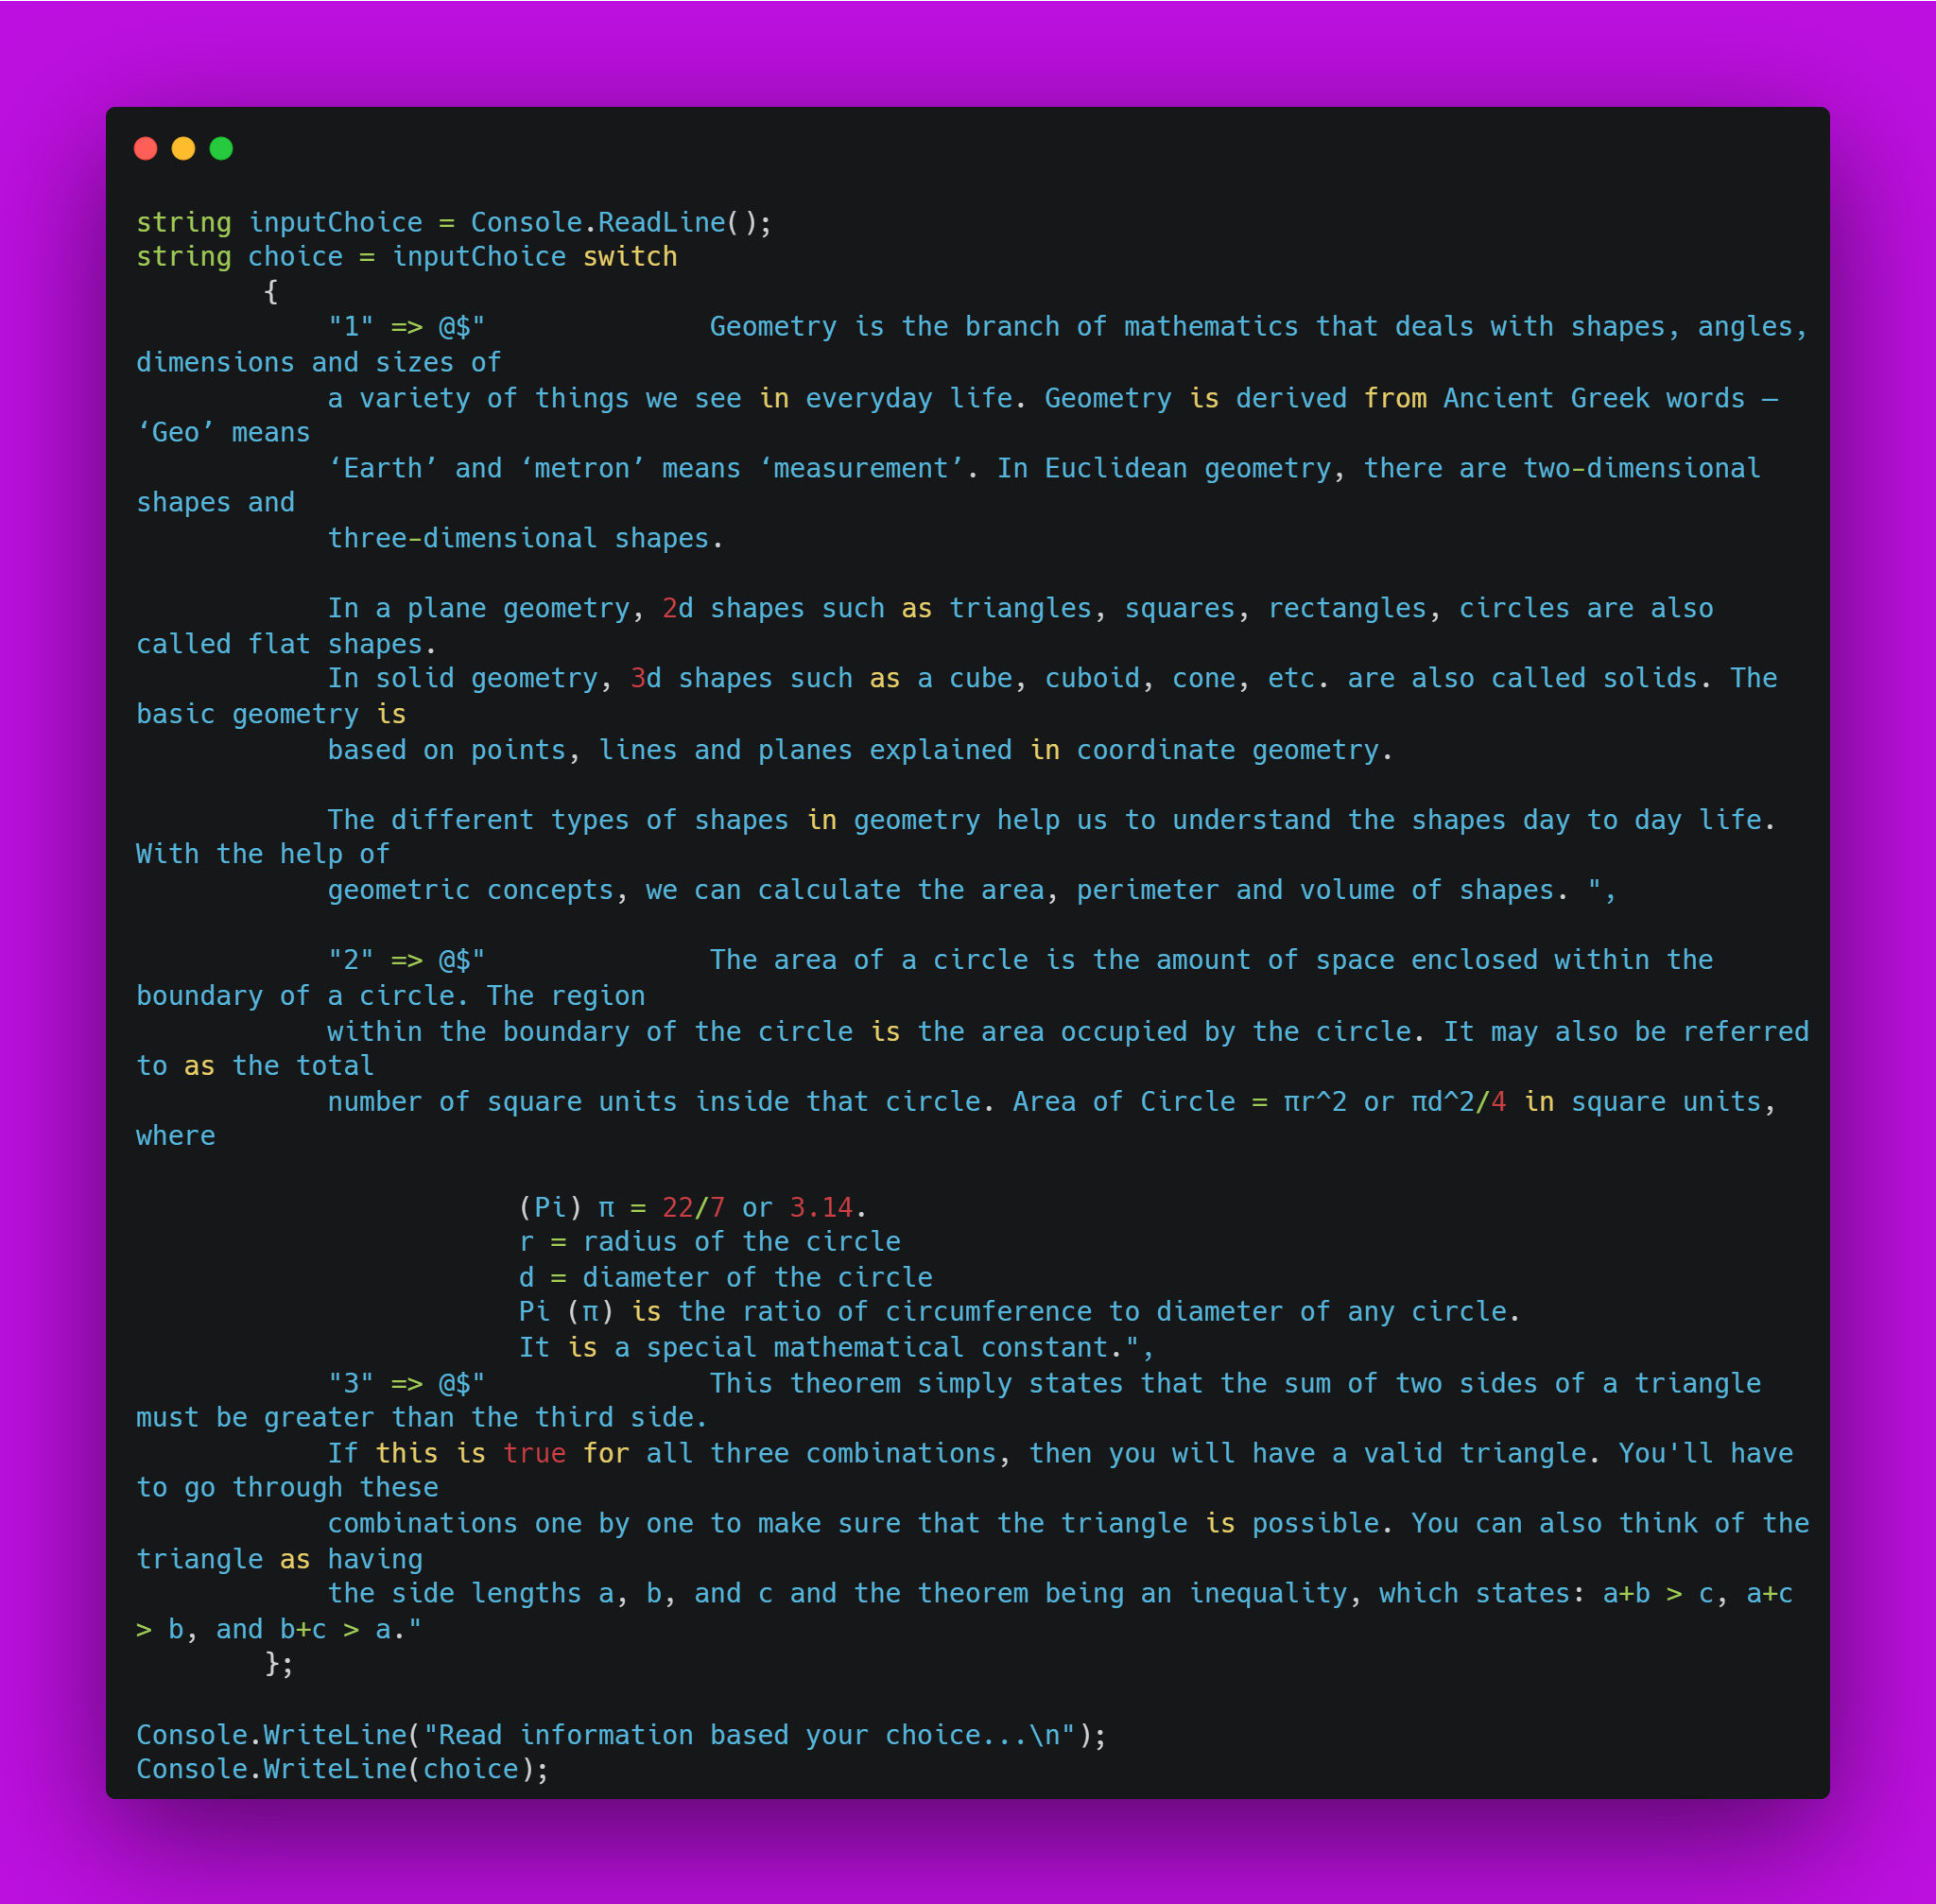 string inputChoice = Console.ReadLine();
string choice = inputChoice switch
        {
            "1" => @$"              Geometry is the branch of mathematics that deals with shapes, angles,
dimensions and sizes of
            a variety of things we see in everyday life. Geometry is derived from Ancient Greek words –
‘Geo’ means
            ‘Earth’ and ‘metron’ means ‘measurement’. In Euclidean geometry, there are two-dimensional
shapes and
            three-dimensional shapes.

            In a plane geometry, 2d shapes such as triangles, squares, rectangles, circles are also
called flat shapes.
            In solid geometry, 3d shapes such as a cube, cuboid, cone, etc. are also called solids. The
basic geometry is
            based on points, lines and planes explained in coordinate geometry.

            The different types of shapes in geometry help us to understand the shapes day to day life.
With the help of
            geometric concepts, we can calculate the area, perimeter and volume of shapes. ",

            "2" => @$"              The area of a circle is the amount of space enclosed within the
boundary of a circle. The region
            within the boundary of the circle is the area occupied by the circle. It may also be referred
to as the total
            number of square units inside that circle. Area of Circle = πr^2 or πd^2/4 in square units,
where

                        (Pi) π = 22/7 or 3.14.
                        r = radius of the circle
                        d = diameter of the circle
                        Pi (π) is the ratio of circumference to diameter of any circle.
                        It is a special mathematical constant.",
            "3" => @$"              This theorem simply states that the sum of two sides of a triangle
must be greater than the third side.
            If this is true for all three combinations, then you will have a valid triangle. You'll have
to go through these
            combinations one by one to make sure that the triangle is possible. You can also think of the
triangle as having
            the side lengths a, b, and c and the theorem being an inequality, which states: a+b > c, a+c
> b, and b+c > a."
        };

Console.WriteLine("Read information based your choice...\n");
Console.WriteLine(choice);